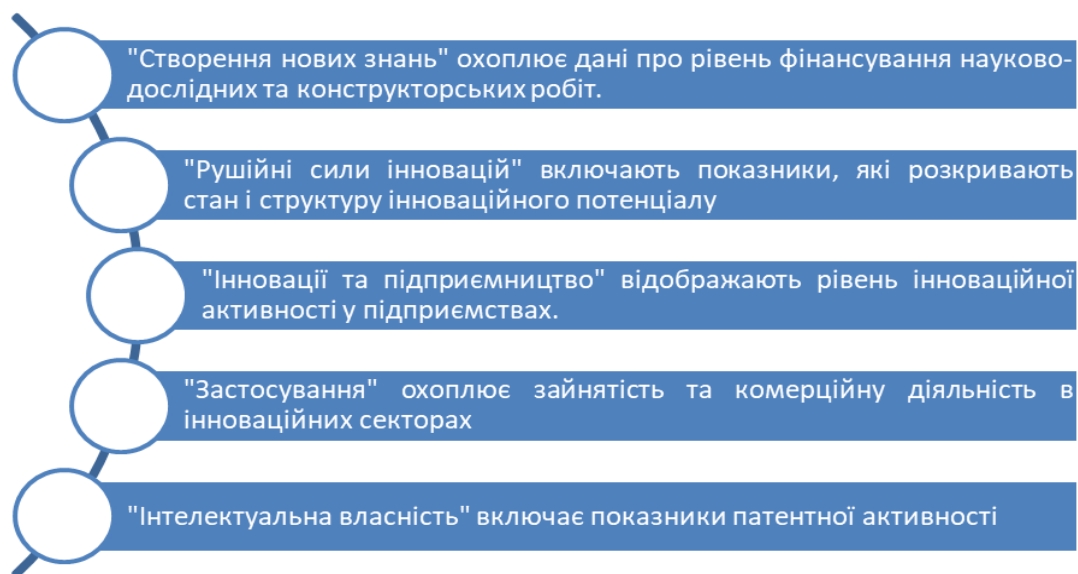 "Створення нових знань" охоплює дані про рівень фінансування науково-
дослідних та конструкторських робіт.
"Рушійні сили інновацій" включають показники, які розкривають
стан і структуру інноваційного потенціалу
"Інновації та підприємництво" відображають рівень інноваційної
активності у підприємствах.
"Застосування" охоплює зайнятість та комерційну діяльність в
інноваційних секторах
"Інтелектуальна власність" включає показники патентної активності